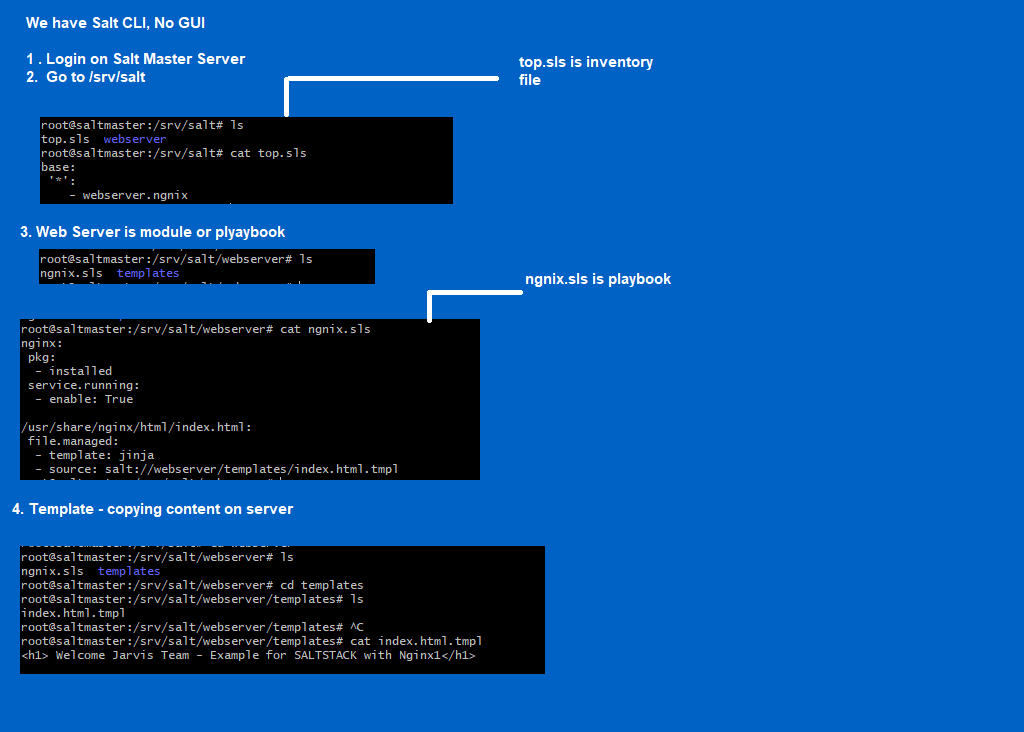 We have Salt CLI, No GUI
1 . Login on Salt Master Server
2. Go to /srv/salt
top.sls is inventory
file
root@saltmaster:/srv/salt# ls
top.sls webserver
root@saltmaster:/srv/salt# cat top.sls
base:
'*':
- webserver.ngnix
3. Web Server is module or plyaybook
root@saltmaster:/srv/salt/webserver# ls
ngnix.sls templates
ngnix.sls is playbook
root@saltmaster:/srv/salt/webserver# cat ngnix.sls
nginx:
pkg:
- installed
service.running:
- enable: True
/usr/share/nginx/html/index.html:
file.managed:
- template: jinja
- source: salt://webserver/templates/index.html.tmpl
4. Template - copying content on server
root@saltmaster:/srv/salt/webserver# ls
ngnix.sls templates
root@saltmaster:/srv/salt/webserver# cd templates
root@saltmaster:/srv/salt/webserver/templates# ls
index.html.tmpl
root@saltmaster:/srv/salt/webserver/templates# ^C
root@saltmaster:/srv/salt/webserver/templates# cat index.html.tmpl
<h1> Welcome Jarvis Team - Example for SALTSTACK with Nginx1</h1>